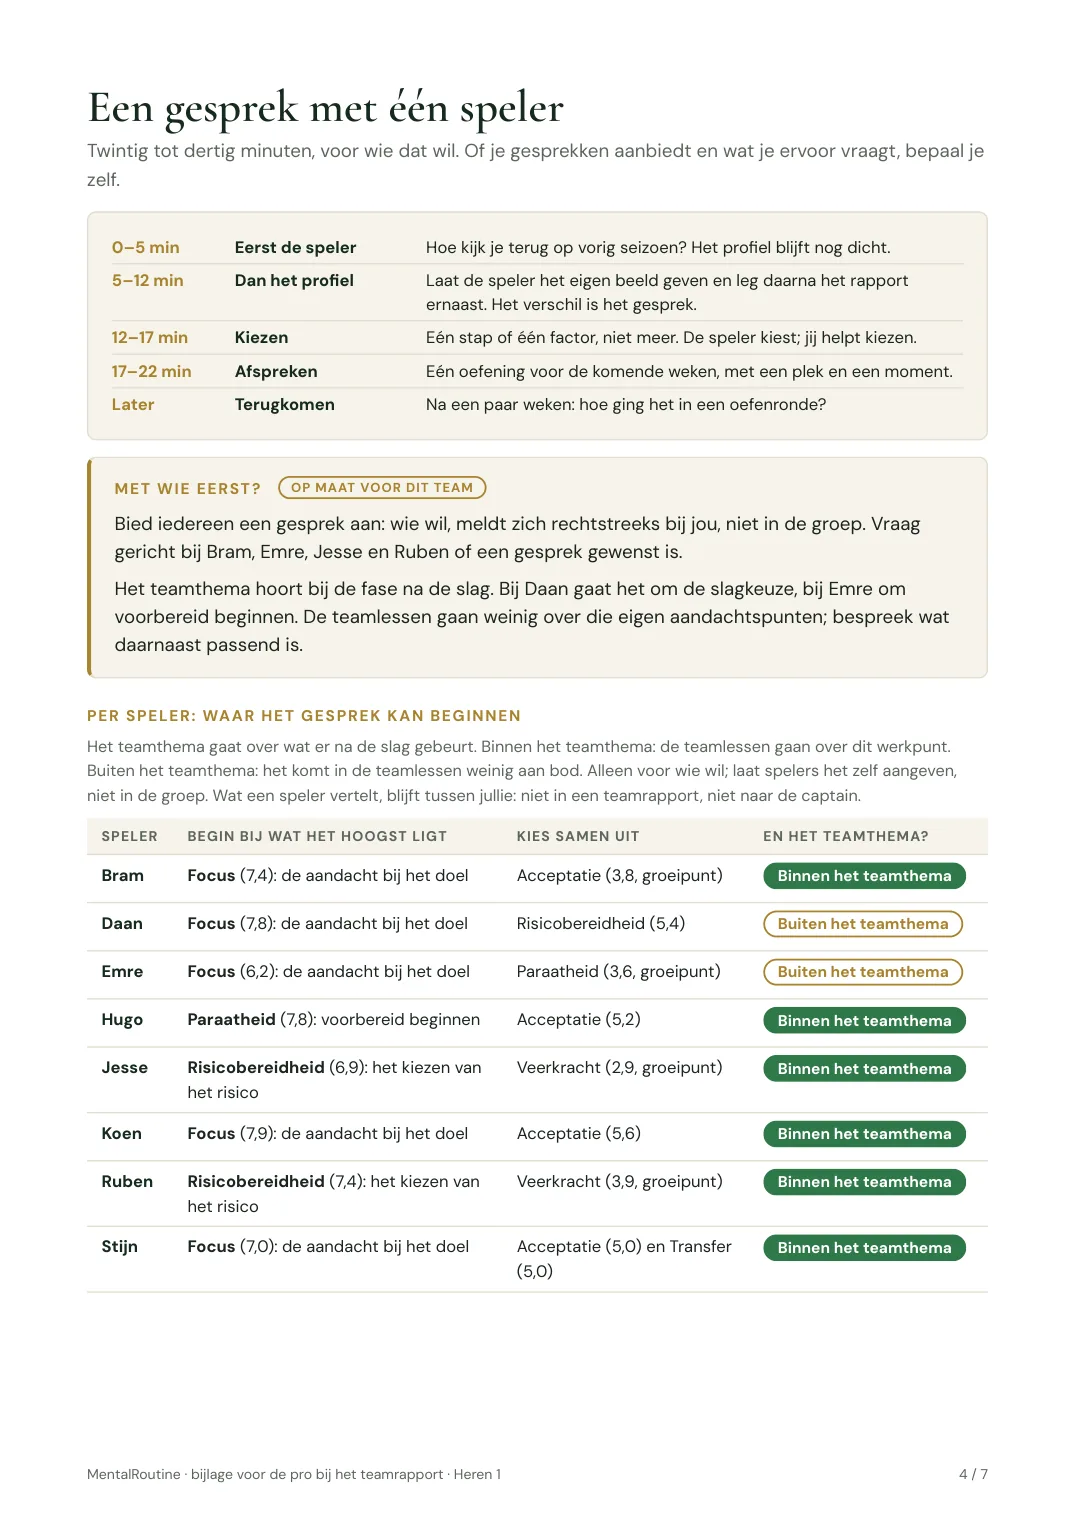 Een gesprek met één speler
Twintig tot dertig minuten, voor wie dat wil. Of je gesprekken aanbiedt en wat je ervoor vraagt, bepaal je
zelf.
0–5 min Eerst de speler Hoe kijk je terug op vorig seizoen? Het profiel blijft nog dicht.
5–12 min Dan het profiel Laat de speler het eigen beeld geven en leg daarna het rapport
ernaast. Het verschil is het gesprek.
12–17 min Kiezen Eén stap of één factor, niet meer. De speler kiest; jij helpt kiezen.
17–22 min Afspreken Eén oefening voor de komende weken, met een plek en een moment.
Later Terugkomen Na een paar weken: hoe ging het in een oefenronde?
MET WIE EERST? OP MAAT VOOR DIT TEAM
Bied iedereen een gesprek aan: wie wil, meldt zich rechtstreeks bij jou, niet in de groep. Vraag
gericht bij Bram, Emre, Jesse en Ruben of een gesprek gewenst is.
Het teamthema hoort bij de fase na de slag. Bij Daan gaat het om de slagkeuze, bij Emre om
voorbereid beginnen. De teamlessen gaan weinig over die eigen aandachtspunten; bespreek wat
daarnaast passend is.
PER SPELER: WAAR HET GESPREK KAN BEGINNEN
Het teamthema gaat over wat er na de slag gebeurt. Binnen het teamthema: de teamlessen gaan over dit werkpunt.
Buiten het teamthema: het komt in de teamlessen weinig aan bod. Alleen voor wie wil; laat spelers het zelf aangeven,
niet in de groep. Wat een speler vertelt, blijft tussen jullie: niet in een teamrapport, niet naar de captain.
SPELER BEGIN BIJ WAT HET HOOGST LIGT KIES SAMEN UIT EN HET TEAMTHEMA?
Bram Focus (7,4): de aandacht bij het doel Acceptatie (3,8, groeipunt) Binnen het teamthema
Daan Focus (7,8): de aandacht bij het doel Risicobereidheid (5,4) Buiten het teamthema
Emre Focus (6,2): de aandacht bij het doel Paraatheid (3,6, groeipunt) Buiten het teamthema
Hugo Paraatheid (7,8): voorbereid beginnen Acceptatie (5,2) Binnen het teamthema
Jesse Risicobereidheid (6,9): het kiezen van Veerkracht (2,9, groeipunt) Binnen het teamthema
het risico
Koen Focus (7,9): de aandacht bij het doel Acceptatie (5,6) Binnen het teamthema
Ruben Risicobereidheid (7,4): het kiezen van Veerkracht (3,9, groeipunt) Binnen het teamthema
het risico
Stijn Focus (7,0): de aandacht bij het doel Acceptatie (5,0) en Transfer Binnen het teamthema
(5,0)
MentalRoutine · bijlage voor de pro bij het teamrapport · Heren 1 4 / 7